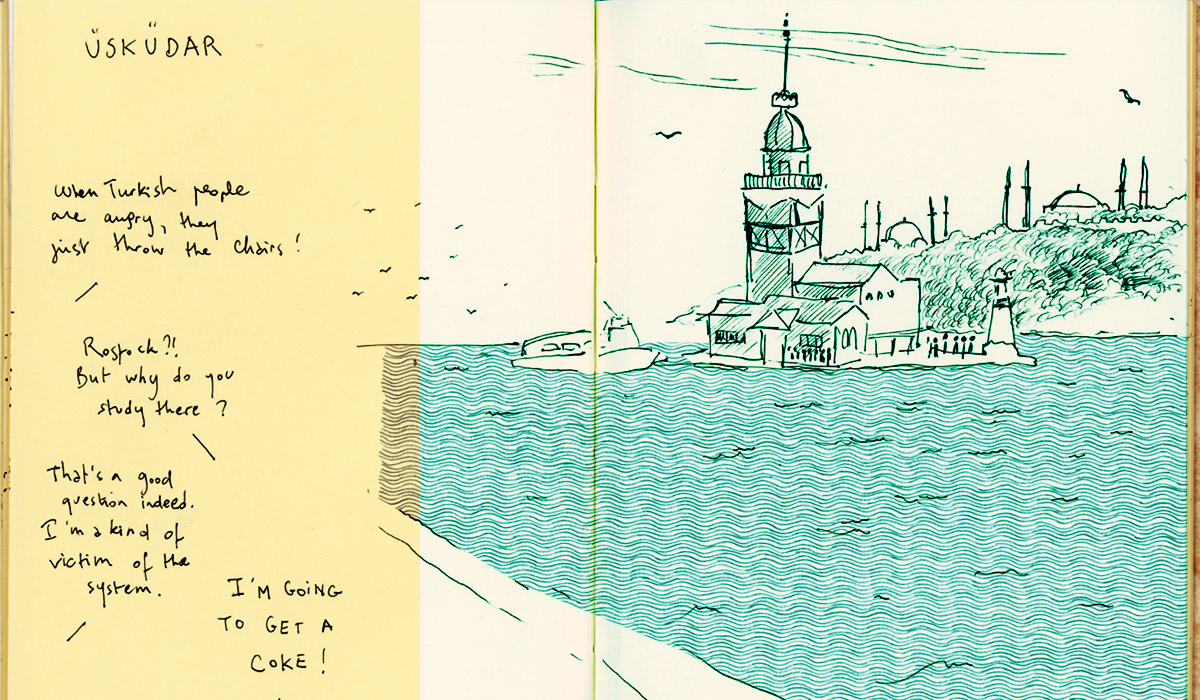 ÜSKÜDAR
When Turkish people
are angry, they
just throw the chairs!
Rostock?!
But why do you
study there?
That's a good
question indeed.
I'm a kind of
victim of the
system.
I'M GOING
TO GET A
COKE!